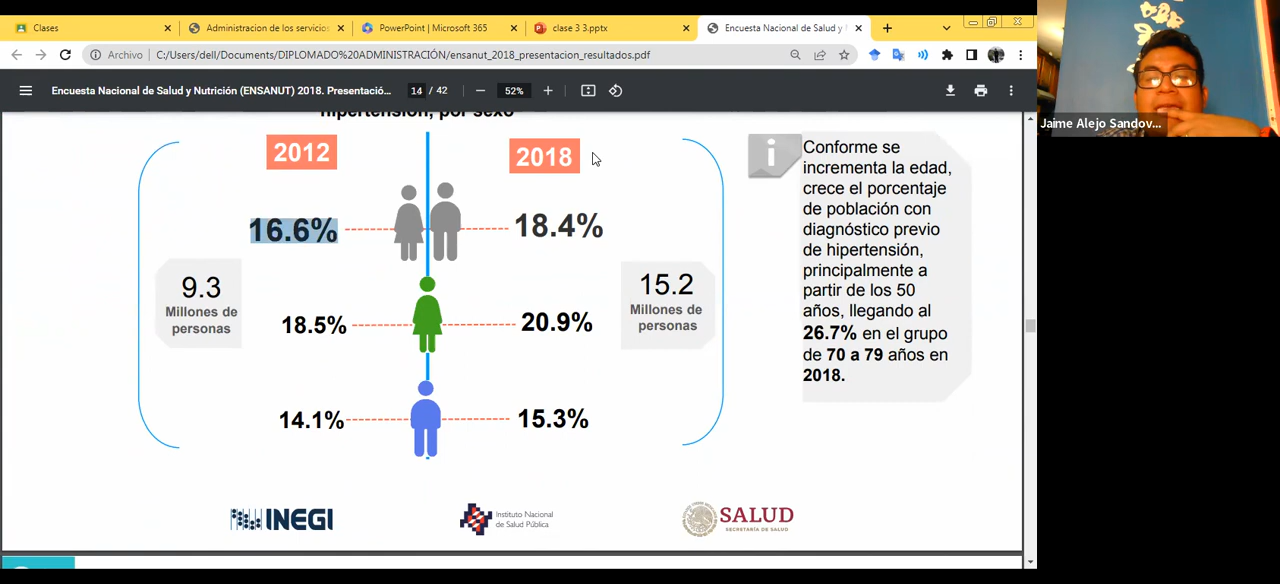 Clases
Administracion de los servicios
PowerPoint | Microsoft 365
clase 3 3.pptx
Encuesta Nacional de Salud y
Archivo
C:/Users/dell/Documents/DIPLOMADO%20ADMINISTRACIÓN/ensanut_2018_presentacion_resultados.pdf
Encuesta Nacional de Salud y Nutrición (ENSANUT) 2018. Presentació...
14 / 42
52%
Jaime Alejo Sandov...
hipertensión, por sexo
2012
2018
16.6%
18.4%
9.3
Millones de
personas
15.2
Millones de
personas
18.5%
20.9%
14.1%
15.3%
i
Conforme se
incrementa la edad,
crece el porcentaje
de población con
diagnóstico previo
de hipertensión,
principalmente a
partir de los 50
años, llegando al
26.7% en el grupo
de 70 a 79 años en
2018.
INEGI
Instituto Nacional
de Salud Pública
SALUD
SECRETARÍA DE SALUD